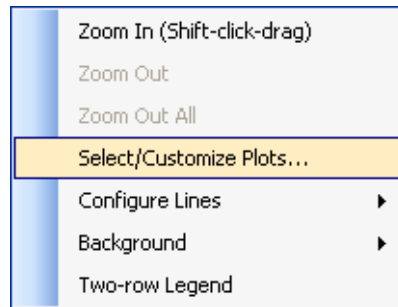 Zoom In (Shift-click-drag)
Zoom Out
Zoom Out All
Select/Customize Plots...
Configure Lines
Background
Two-row Legend